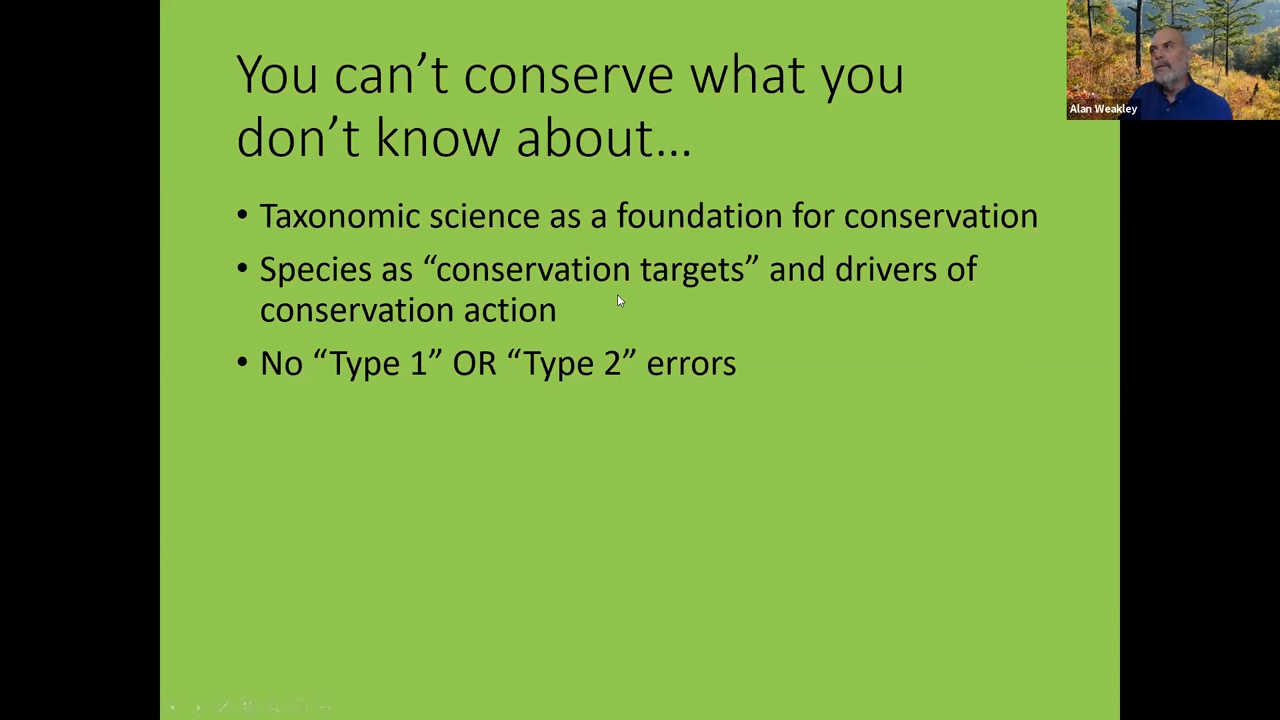 You can’t conserve what you
don’t know about…
• Taxonomic science as a foundation for conservation
• Species as “conservation targets” and drivers of
conservation action
• No “Type 1” OR “Type 2” errors
Alan Weakley